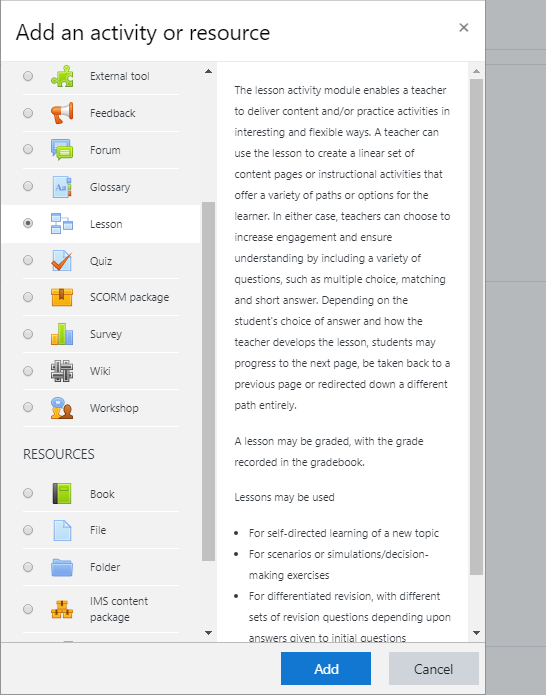 Add an activity or resource
×
External tool
Feedback
Forum
Aa
Glossary
Lesson
Quiz
SCORM package
Survey
Wiki
Workshop
RESOURCES
Book
File
Folder
IMS content
package
The lesson activity module enables a teacher
to deliver content and/or practice activities in
interesting and flexible ways. A teacher can
use the lesson to create a linear set of
content pages or instructional activities that
offer a variety of paths or options for the
learner. In either case, teachers can choose to
increase engagement and ensure
understanding by including a variety of
questions, such as multiple choice, matching
and short answer. Depending on the
student's choice of answer and how the
teacher develops the lesson, students may
progress to the next page, be taken back to a
previous page or redirected down a different
path entirely.
A lesson may be graded, with the grade
recorded in the gradebook.
Lessons may be used
• For self-directed learning of a new topic
• For scenarios or simulations/decision-
making exercises
• For differentiated revision, with different
sets of revision questions depending upon
answers given to initial questions
Add
Cancel